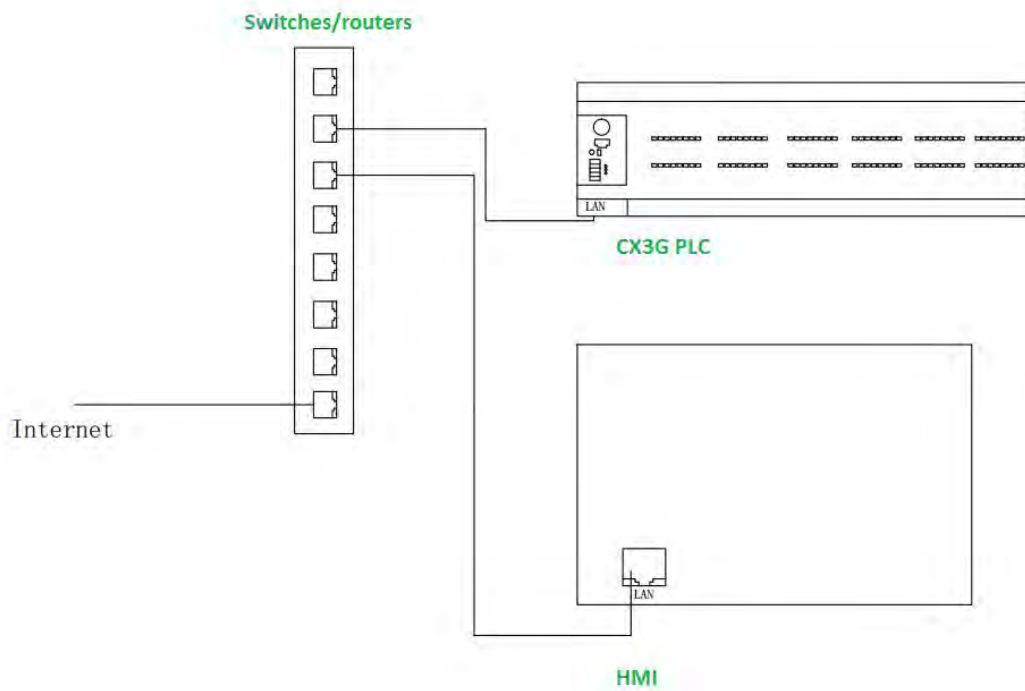 Switches/routers
LAN
CX3G PLC
Internet
LAN
HMI